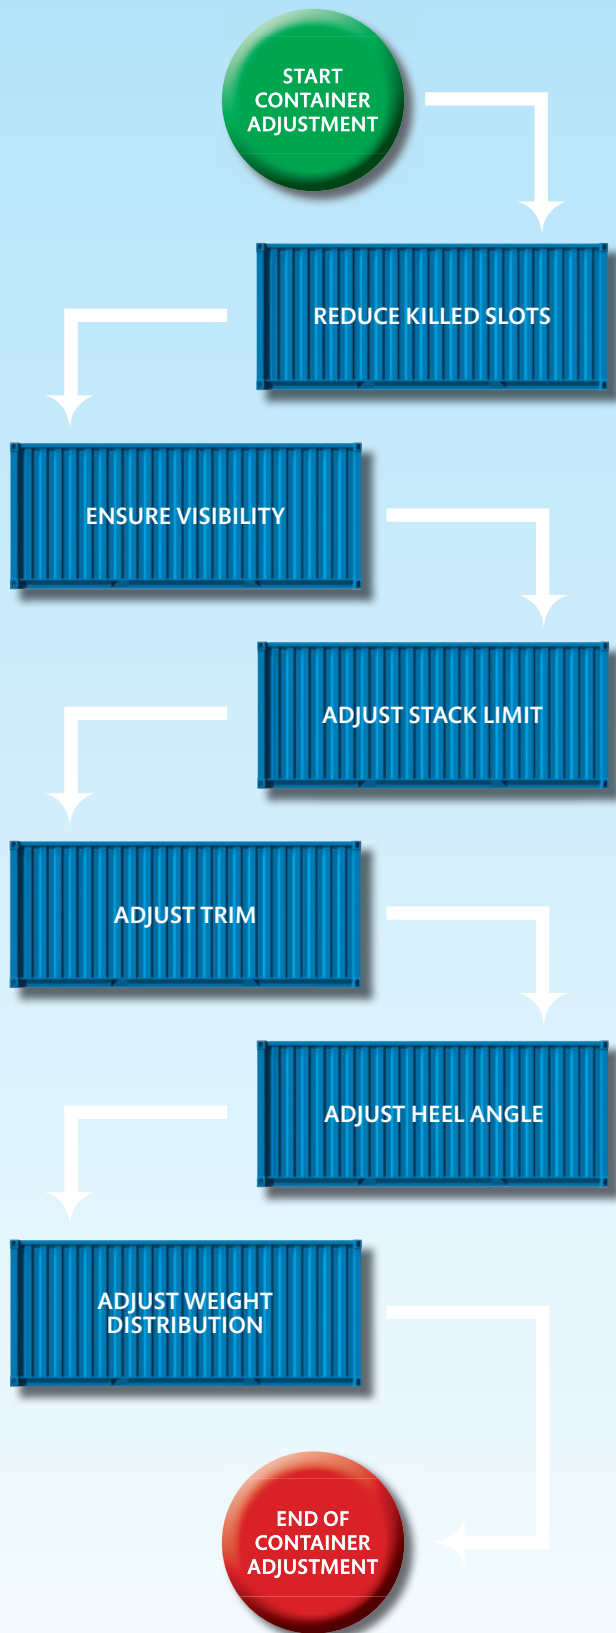 START
CONTAINER
ADJUSTMENT
REDUCE KILLED SLOTS
ENSURE VISIBILITY
ADJUST STACK LIMIT
ADJUST TRIM
ADJUST HEEL ANGLE
ADJUST WEIGHT
DISTRIBUTION
END OF
CONTAINER
ADJUSTMENT